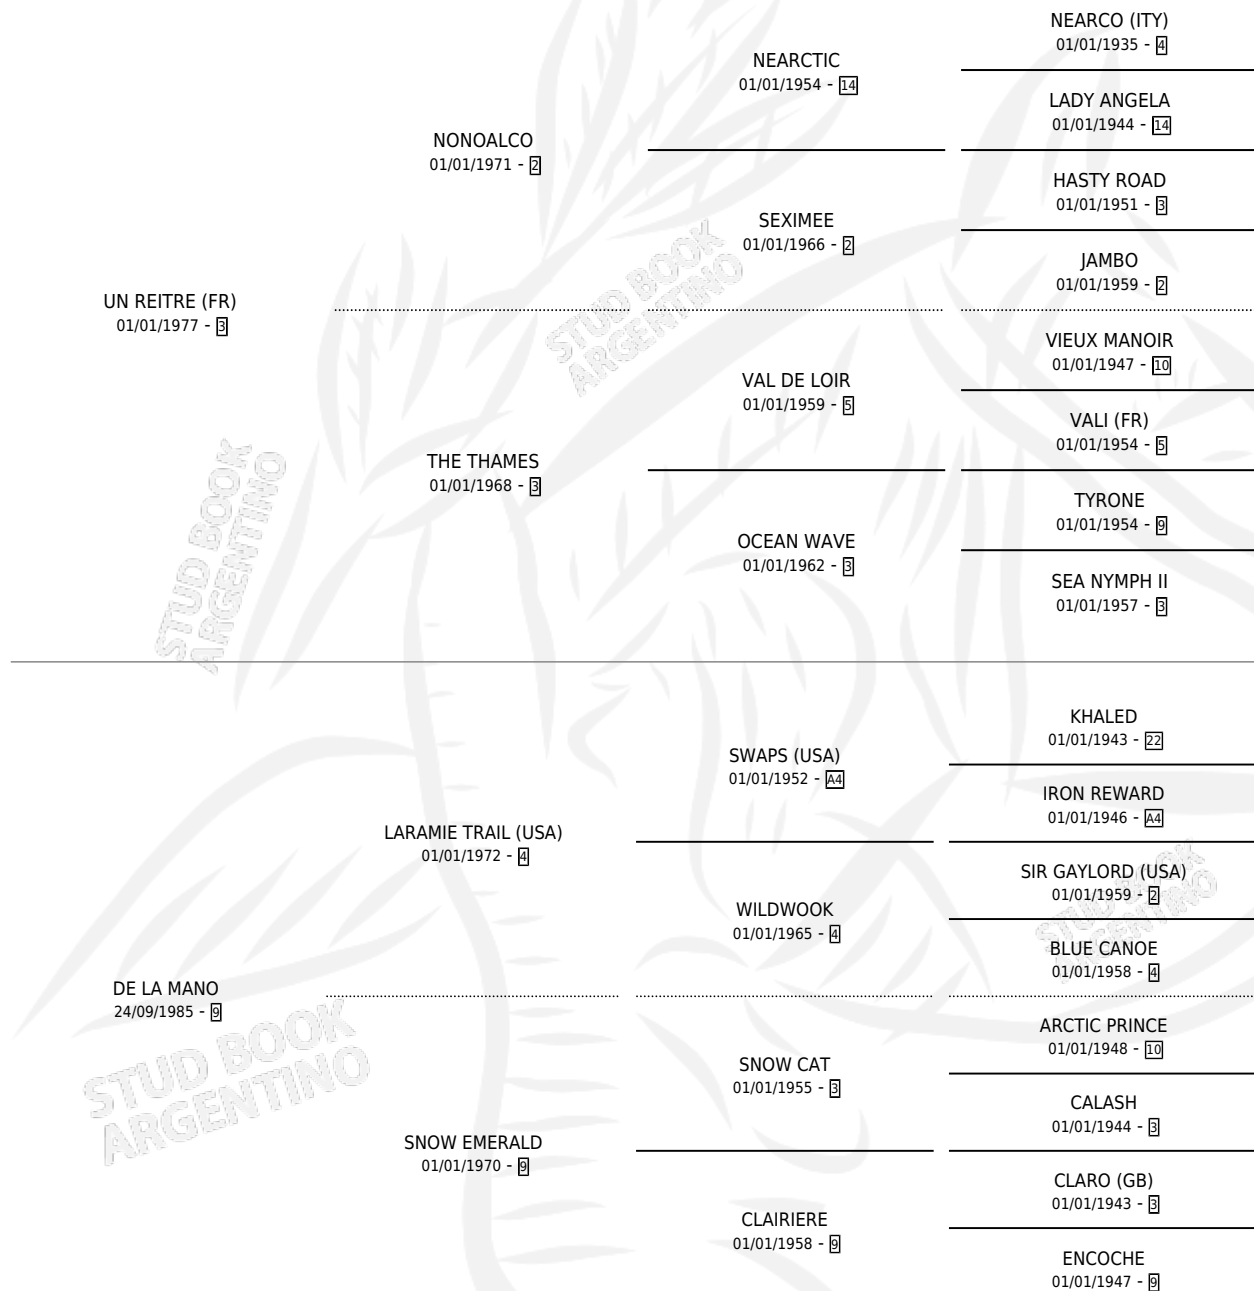 NEARCO (ITY)
01/01/1935 - 4
NEARCTIC
01/01/1954 - 14
LADY ANGELA
01/01/1944 - 14
NONOALCO
01/01/1971 - 2
HASTY ROAD
01/01/1951 - 3
SEXIMEE
01/01/1966 - 2
JAMBO
01/01/1959 - 2
UN REITRE (FR)
01/01/1977 - 3
STUD BOOK
ARGENTINO
VIEUX MANOIR
01/01/1947 - 10
VAL DE LOIR
01/01/1959 - 5
VALI (FR)
01/01/1954 - 5
THE THAMES
01/01/1968 - 3
TYRONE
01/01/1954 - 9
OCEAN WAVE
01/01/1962 - 3
SEA NYMPH II
01/01/1957 - 3
STUD BOOK
ARGENTINO
KHALED
01/01/1943 - 22
SWAPS (USA)
01/01/1952 - A4
IRON REWARD
01/01/1946 - A4
LARAMIE TRAIL (USA)
01/01/1972 - 4
SIR GAYLORD (USA)
01/01/1959 - 2
WILDWOOK
01/01/1965 - 4
STUD BOOK
ARGENTINO
BLUE CANOE
01/01/1958 - 4
DE LA MANO
24/09/1985 - 9
STUD BOOK
ARGENTINO
ARCTIC PRINCE
01/01/1948 - 10
SNOW CAT
01/01/1955 - 3
CALASH
01/01/1944 - 3
SNOW EMERALD
01/01/1970 - 9
CLARO (GB)
01/01/1943 - 3
CLAIRIERE
01/01/1958 - 9
ENCOCHE
01/01/1947 - 9